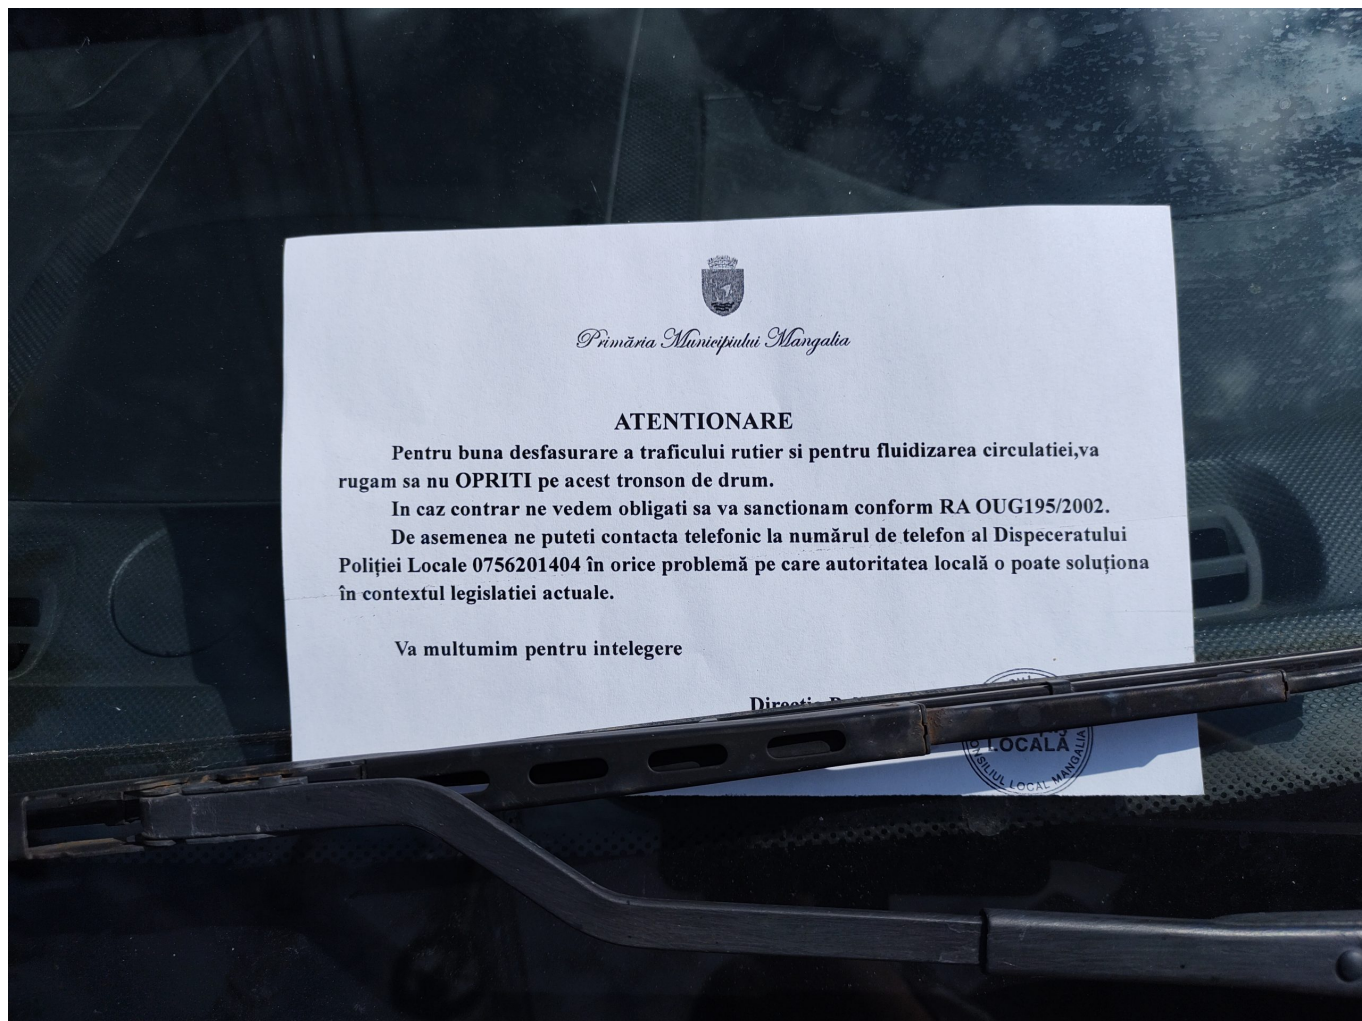 Primăria Municipiului Mangalia
ATENTIONARE
Pentru buna desfasurare a traficului rutier si pentru fluidizarea circulatiei,va
rugam sa nu OPRITI pe acest tronson de drum.
In caz contrar ne vedem obligati sa va sanctionam conform RA OUG195/2002.
De asemenea ne puteti contacta telefonic la numărul de telefon al Dispeceratului
Poliției Locale 0756201404 în orice problemă pe care autoritatea locală o poate soluționa
în contextul legislatiei actuale.
Va multumim pentru intelegere
Directia
LOCALĂ
CONSILIUL LOCAL MANGALIA